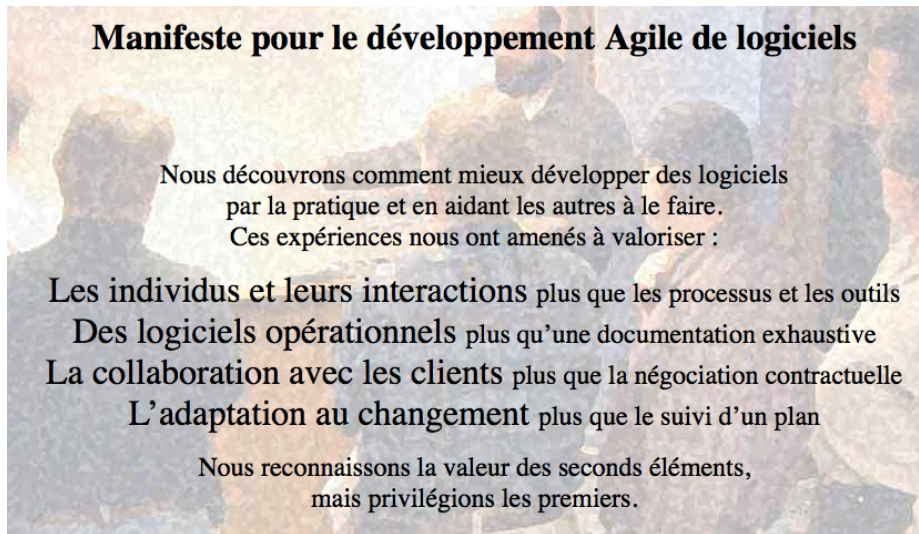 Manifeste pour le développement Agile de logiciels
Nous découvrons comment mieux développer des logiciels
par la pratique et en aidant les autres à le faire.
Ces expériences nous ont amenés à valoriser :
Les individus et leurs interactions plus que les processus et les outils
Des logiciels opérationnels plus qu’une documentation exhaustive
La collaboration avec les clients plus que la négociation contractuelle
L’adaptation au changement plus que le suivi d’un plan
Nous reconnaissons la valeur des seconds éléments,
mais privilégions les premiers.